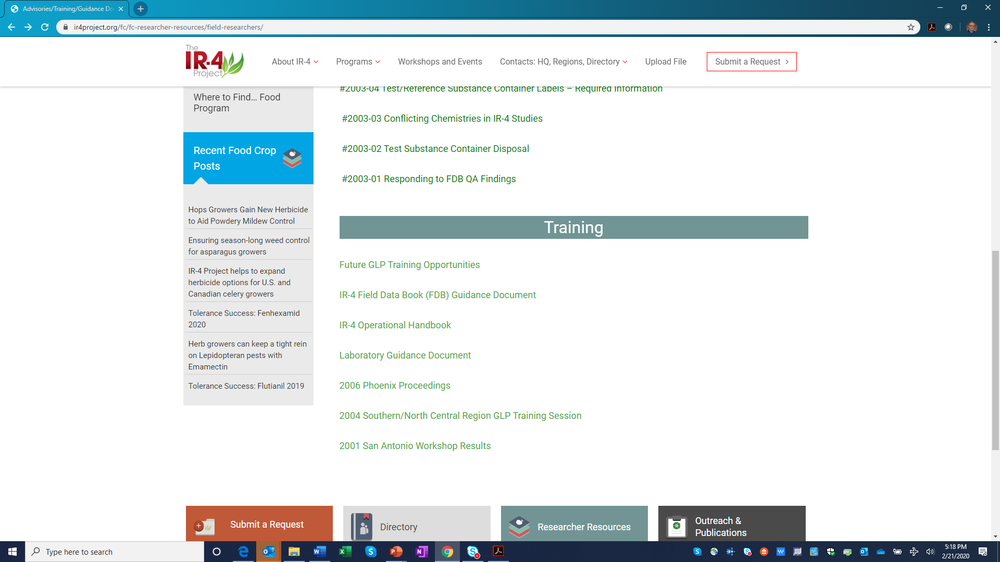 Advisories/Training/Guidance Do
ir4project.org/fc/fc-researcher-resources/field-researchers/
The
IR-4
Project
About IR-4
Programs
Workshops and Events
Contacts: HQ, Regions, Directory
Upload File
Submit a Request
Where to Find... Food
Program
Recent Food Crop
Posts
Hops Growers Gain New Herbicide
to Aid Powdery Mildew Control
Ensuring season-long weed control
for asparagus growers
IR-4 Project helps to expand
herbicide options for U.S. and
Canadian celery growers
Tolerance Success: Fenhexamid
2020
Herb growers can keep a tight rein
on Lepidopteran pests with
Emamectin
Tolerance Success: Flutianil 2019
#2003-04 Test/Reference Substance Container Labels – Required Information
#2003-03 Conflicting Chemistries in IR-4 Studies
#2003-02 Test Substance Container Disposal
#2003-01 Responding to FDB QA Findings
Training
Future GLP Training Opportunities
IR-4 Field Data Book (FDB) Guidance Document
IR-4 Operational Handbook
Laboratory Guidance Document
2006 Phoenix Proceedings
2004 Southern/North Central Region GLP Training Session
2001 San Antonio Workshop Results
Submit a Request
Directory
Researcher Resources
Outreach &
Publications
Type here to search
5:18 PM
2/21/2020